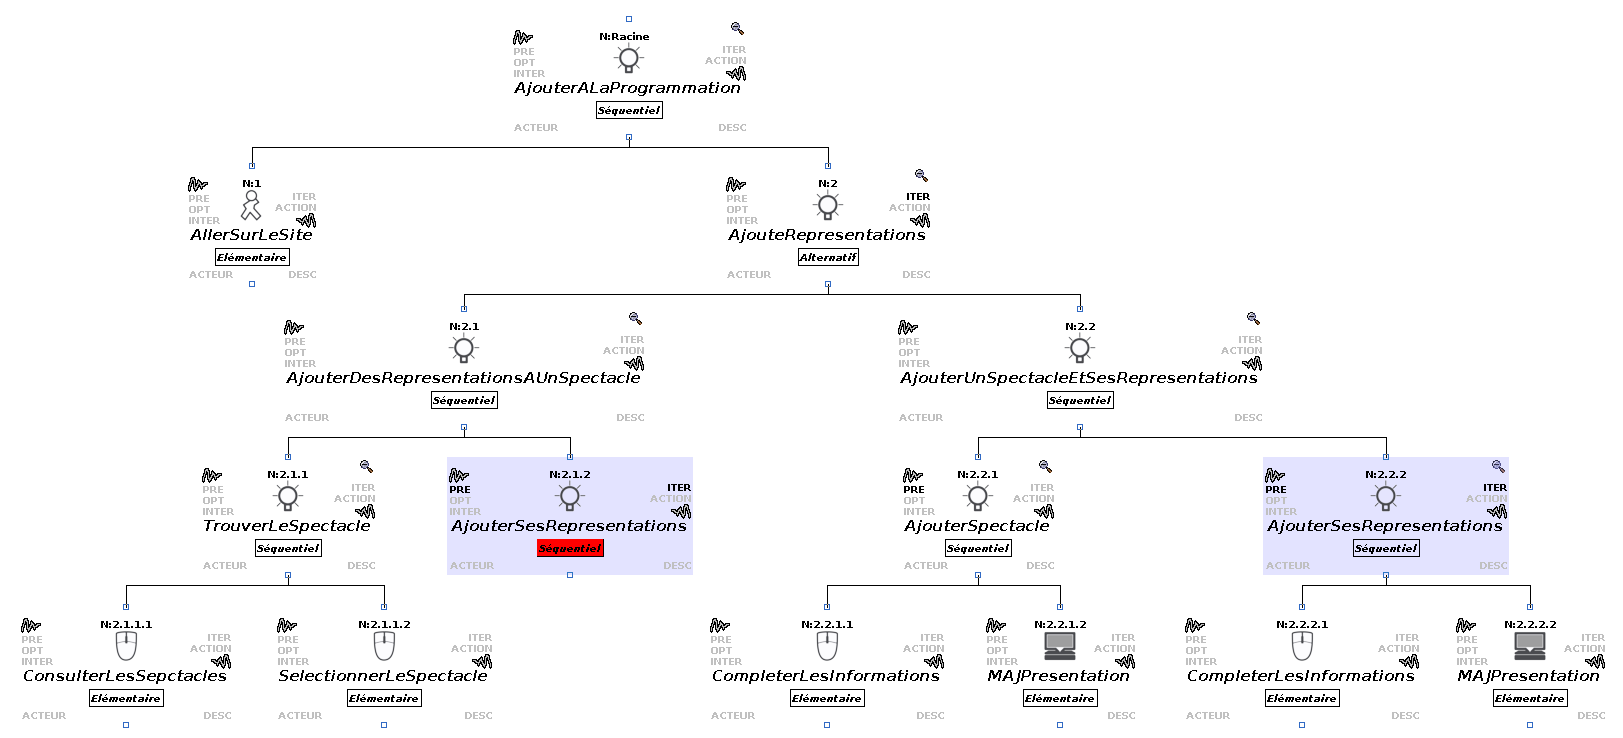 N:Racine
PRE ITER
OPT ACTION
INTER
AjouterALaProgrammation
Séquentiel
ACTEUR DESC
N:1
PRE ITER
OPT ACTION
INTER
AllerSurLeSite
Elémentaire
ACTEUR DESC
N:2
PRE ITER
OPT ACTION
INTER
AjouteRepresentations
Alternatif
ACTEUR DESC
N:2.1
PRE ITER
OPT ACTION
INTER
AjouterDesRepresentationsAUnSpectacle
Séquentiel
ACTEUR DESC
N:2.2
PRE ITER
OPT ACTION
INTER
AjouterUnSpectacleEtSesRepresentations
Séquentiel
ACTEUR DESC
N:2.1.1
PRE ITER
OPT ACTION
INTER
TrouverLeSpectacle
Séquentiel
ACTEUR DESC
N:2.1.2
PRE ITER
OPT ACTION
INTER
AjouterSesRepresentations
Séquentiel
ACTEUR DESC
N:2.2.1
PRE ITER
OPT ACTION
INTER
AjouterSpectacle
Séquentiel
ACTEUR DESC
N:2.2.2
PRE ITER
OPT ACTION
INTER
AjouterSesRepresentations
Séquentiel
ACTEUR DESC
N:2.1.1.1
PRE ITER
OPT ACTION
INTER
ConsulterLesSepctacles
Elémentaire
ACTEUR DESC
N:2.1.1.2
PRE ITER
OPT ACTION
INTER
SelectionnerLeSpectacle
Elémentaire
ACTEUR DESC
N:2.2.1.1
PRE ITER
OPT ACTION
INTER
CompleterLesInformations
Elémentaire
ACTEUR DESC
N:2.2.1.2
PRE ITER
OPT ACTION
INTER
MAJPresentation
Elémentaire
ACTEUR DESC
N:2.2.2.1
PRE ITER
OPT ACTION
INTER
CompleterLesInformations
Elémentaire
ACTEUR DESC
N:2.2.2.2
PRE ITER
OPT ACTION
INTER
MAJPresentation
Elémentaire
ACTEUR DESC